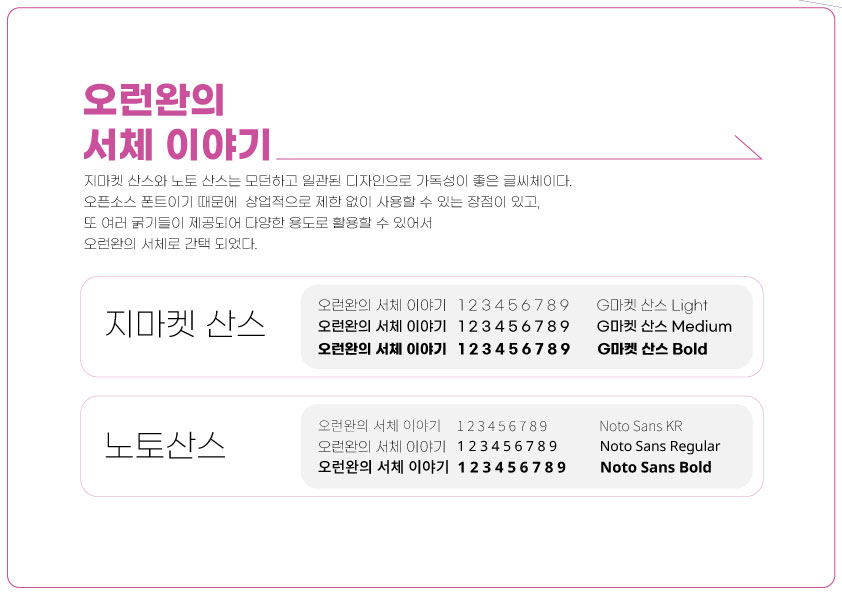 오런완의
서체 이야기
지마켓 산스와 노토 산스는 모던하고 일관된 디자인으로 가독성이 좋은 글씨체이다.
오픈소스 폰트이기 때문에 상업적으로 제한 없이 사용할 수 있는 장점이 있고,
또 여러 굵기들이 제공되어 다양한 용도로 활용할 수 있어서
오런완의 서체로 간택 되었다.
지마켓 산스
오런완의 서체 이야기 1 2 3 4 5 6 7 8 9 G마켓 산스 Light
오런완의 서체 이야기 1 2 3 4 5 6 7 8 9 G마켓 산스 Medium
오런완의 서체 이야기 1 2 3 4 5 6 7 8 9 G마켓 산스 Bold
노토산스
오런완의 서체 이야기 1 2 3 4 5 6 7 8 9 Noto Sans KR
오런완의 서체 이야기 1 2 3 4 5 6 7 8 9 Noto Sans Regular
오런완의 서체 이야기 1 2 3 4 5 6 7 8 9 Noto Sans Bold